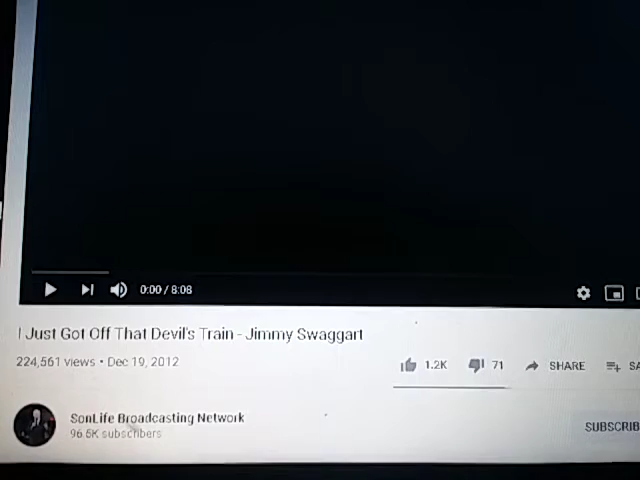 0:00 / 8:08
I Just Got Off That Devil's Train - Jimmy Swaggart
224,561 views • Dec 19, 2012
1.2K 71 SHARE SA
SonLife Broadcasting Network
96.5K subscribers
SUBSCRIB